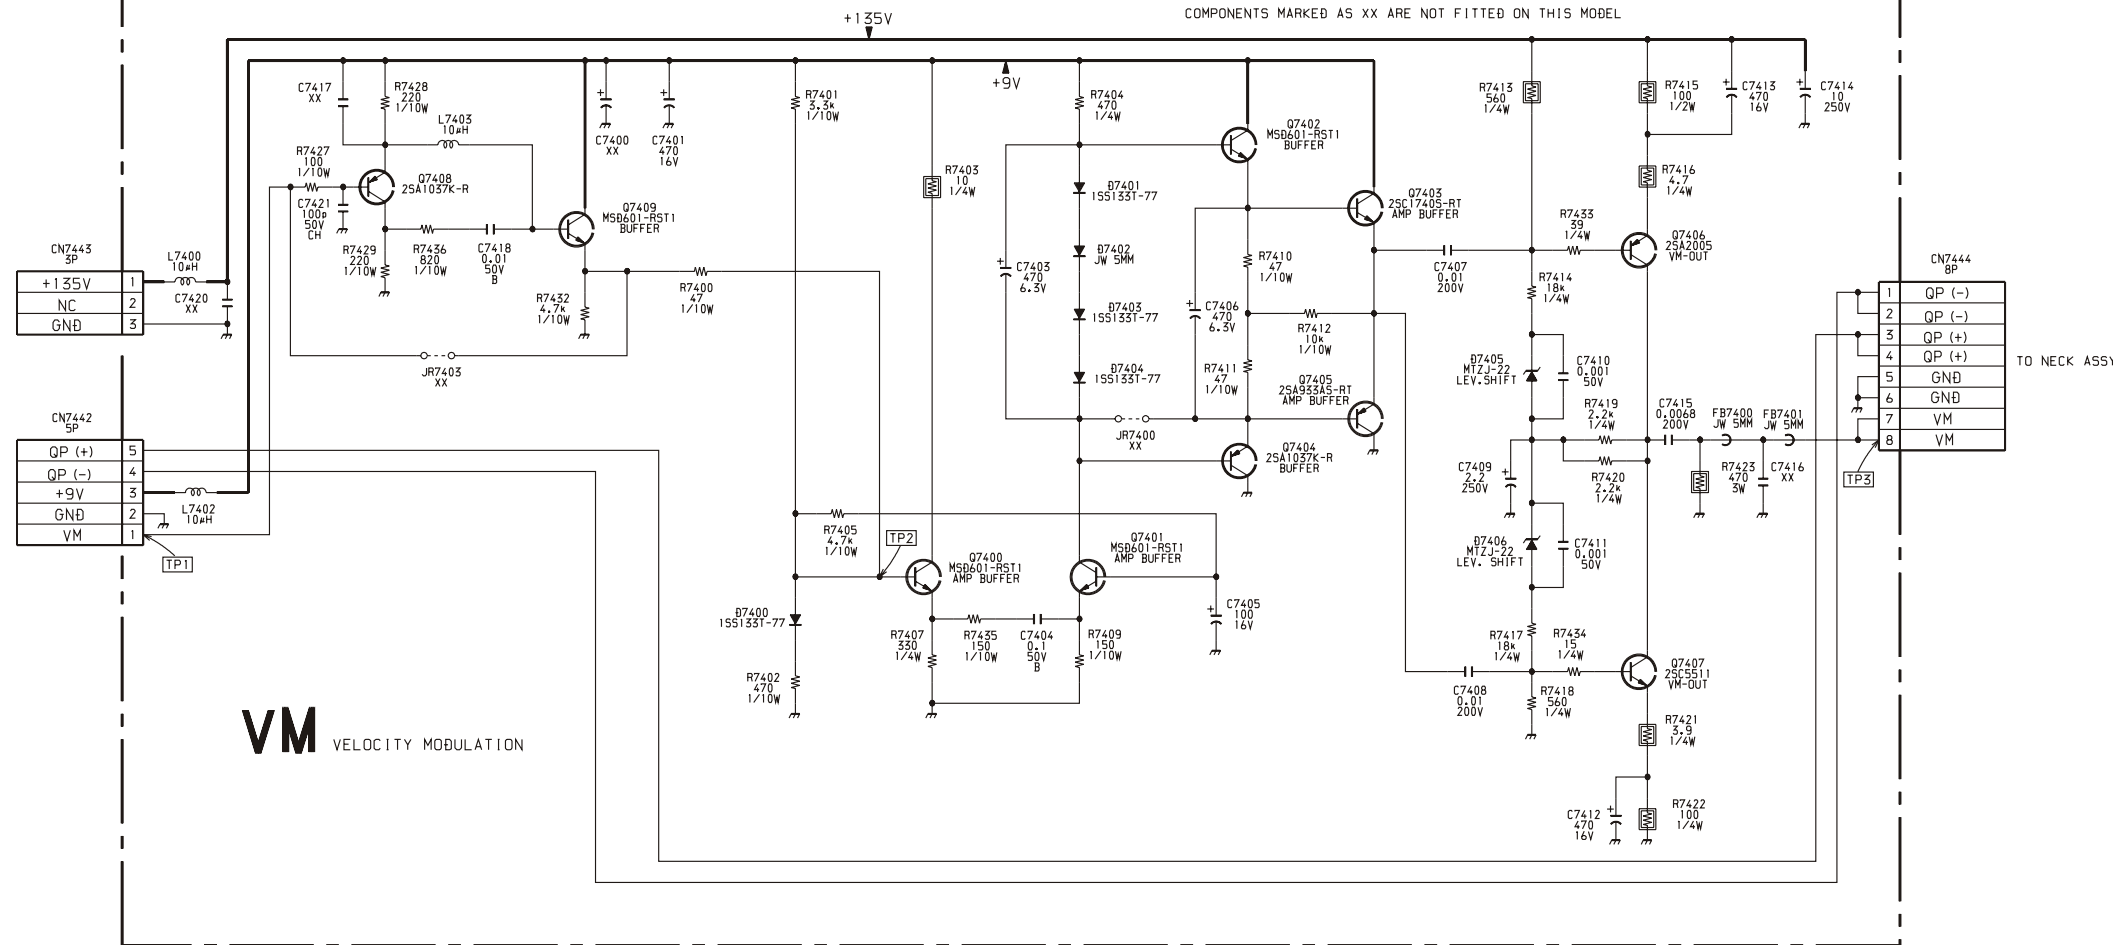 +135V
COMPONENTS MARKED AS XX ARE NOT FITTED ON THIS MODEL
+9V
C7417
XX
R7428
220
1/10W
L7403
10µH
R7427
100
1/10W
Q7408
2SA1037K-R
C7421
100p
50V
CH
R7429
220
1/10W
R7436
820
1/10W
C7418
0.01
50V
B
Q7409
MSD601-RST1
BUFFER
C7400
XX
C7401
470
16V
R7432
4.7k
1/10W
R7400
47
1/10W
JR7403
XX
R7401
3.3k
1/10W
R7403
10
1/4W
R7404
470
1/4W
D7401
1SS133T-77
D7402
JW 5MM
D7403
1SS133T-77
D7404
1SS133T-77
C7403
470
6.3V
Q7402
MSD601-RST1
BUFFER
Q7403
2SC1740S-RT
AMP BUFFER
R7410
47
1/10W
C7406
470
6.3V
R7412
10k
1/10W
R7411
47
1/10W
Q7405
2SA933AS-RT
AMP BUFFER
JR7400
XX
Q7404
2SA1037K-R
BUFFER
R7405
4.7k
1/10W
TP2
Q7400
MSD601-RST1
AMP BUFFER
Q7401
MSD601-RST1
AMP BUFFER
D7400
1SS133T-77
R7402
470
1/10W
R7407
330
1/4W
R7435
150
1/10W
C7404
0.1
50V
B
R7409
150
1/10W
C7405
100
16V
R7413
560
1/4W
R7415
100
1/2W
C7413
470
16V
C7414
10
250V
R7416
4.7
1/4W
R7433
39
1/4W
Q7406
2SA2005
VM-OUT
C7407
0.01
200V
R7414
18k
1/4W
D7405
MTZJ-22
LEV.SHIFT
C7410
0.001
50V
R7419
2.2k
1/4W
C7415
0.0068
200V
FB7400
JW 5MM
FB7401
JW 5MM
C7409
2.2
250V
R7420
2.2k
1/4W
R7423
470
3W
C7416
XX
D7406
MTZJ-22
LEV. SHIFT
C7411
0.001
50V
R7417
18k
1/4W
R7434
15
1/4W
Q7407
2SC5511
VM-OUT
C7408
0.01
200V
R7418
560
1/4W
R7421
3.9
1/4W
C7412
470
16V
R7422
100
1/4W
CN7443
3P
+135V 1
NC 2
GND 3
L7400
10µH
C7420
XX
CN7442
5P
QP (+) 5
QP (-) 4
+9V 3
GND 2
VM 1
L7402
10µH
TP1
CN7444
8P
1 QP (-)
2 QP (-)
3 QP (+)
4 QP (+)
5 GND
6 GND
7 VM
8 VM
TO NECK ASSY
TP3
VM VELOCITY MODULATION